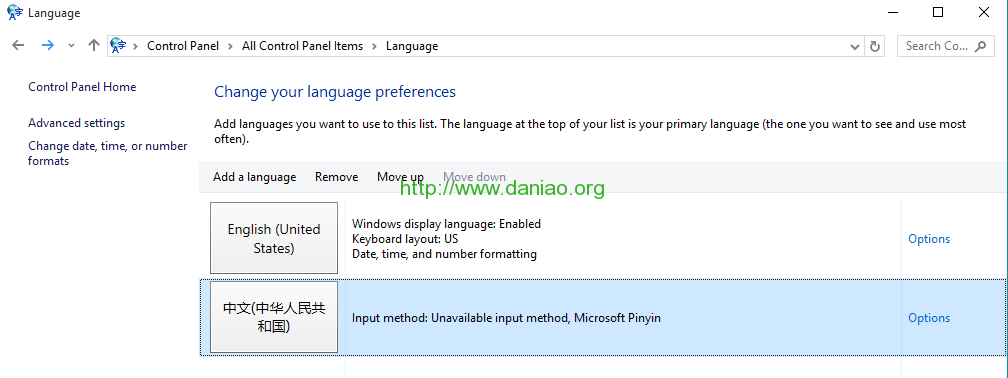 Language
Control Panel > All Control Panel Items > Language
Search Co...
Control Panel Home
Advanced settings
Change date, time, or number
formats
Change your language preferences
Add languages you want to use to this list. The language at the top of your list is your primary language (the one you want to see and use most
often).
Add a language Remove Move up Move down
http://www.daniao.org
English (United
States)
Windows display language: Enabled
Keyboard layout: US
Date, time, and number formatting
Options
中文(中华人民共
和国)
Input method: Unavailable input method, Microsoft Pinyin
Options